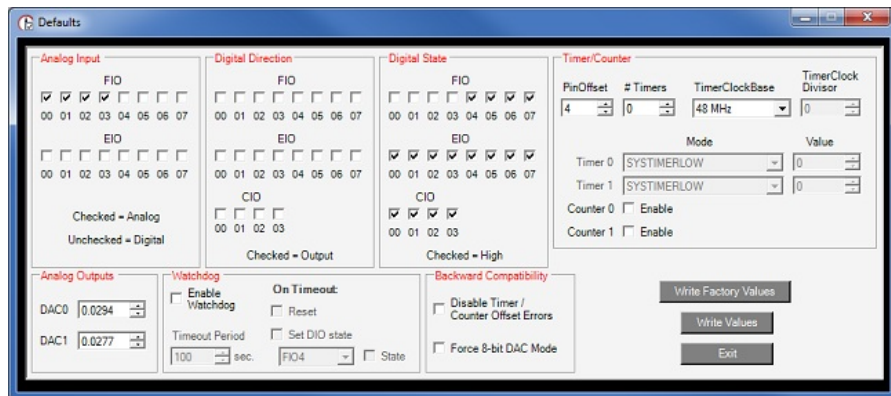 Defaults
Analog Input
FIO
00 01 02 03 04 05 06 07
EIO
00 01 02 03 04 05 06 07
Checked = Analog
Unchecked = Digital
Digital Direction
FIO
00 01 02 03 04 05 06 07
EIO
00 01 02 03 04 05 06 07
CIO
00 01 02 03
Checked = Output
Digital State
FIO
00 01 02 03 04 05 06 07
EIO
00 01 02 03 04 05 06 07
CIO
00 01 02 03
Checked = High
Timer/Counter
PinOffset # Timers TimerClockBase TimerClock
Divisor
4 0 48 MHz 0
Mode Value
Timer 0 SYSTIMERLOW 0
Timer 1 SYSTIMERLOW 0
Counter 0 Enable
Counter 1 Enable
Analog Outputs
DAC0 0.0294
DAC1 0.0277
Watchdog
Enable
Watchdog
Timeout Period
100 sec.
On Timeout:
Reset
Set DIO state
FIO4 State
Backward Compatibility
Disable Timer /
Counter Offset Errors
Force 8-bit DAC Mode
Write Factory Values
Write Values
Exit